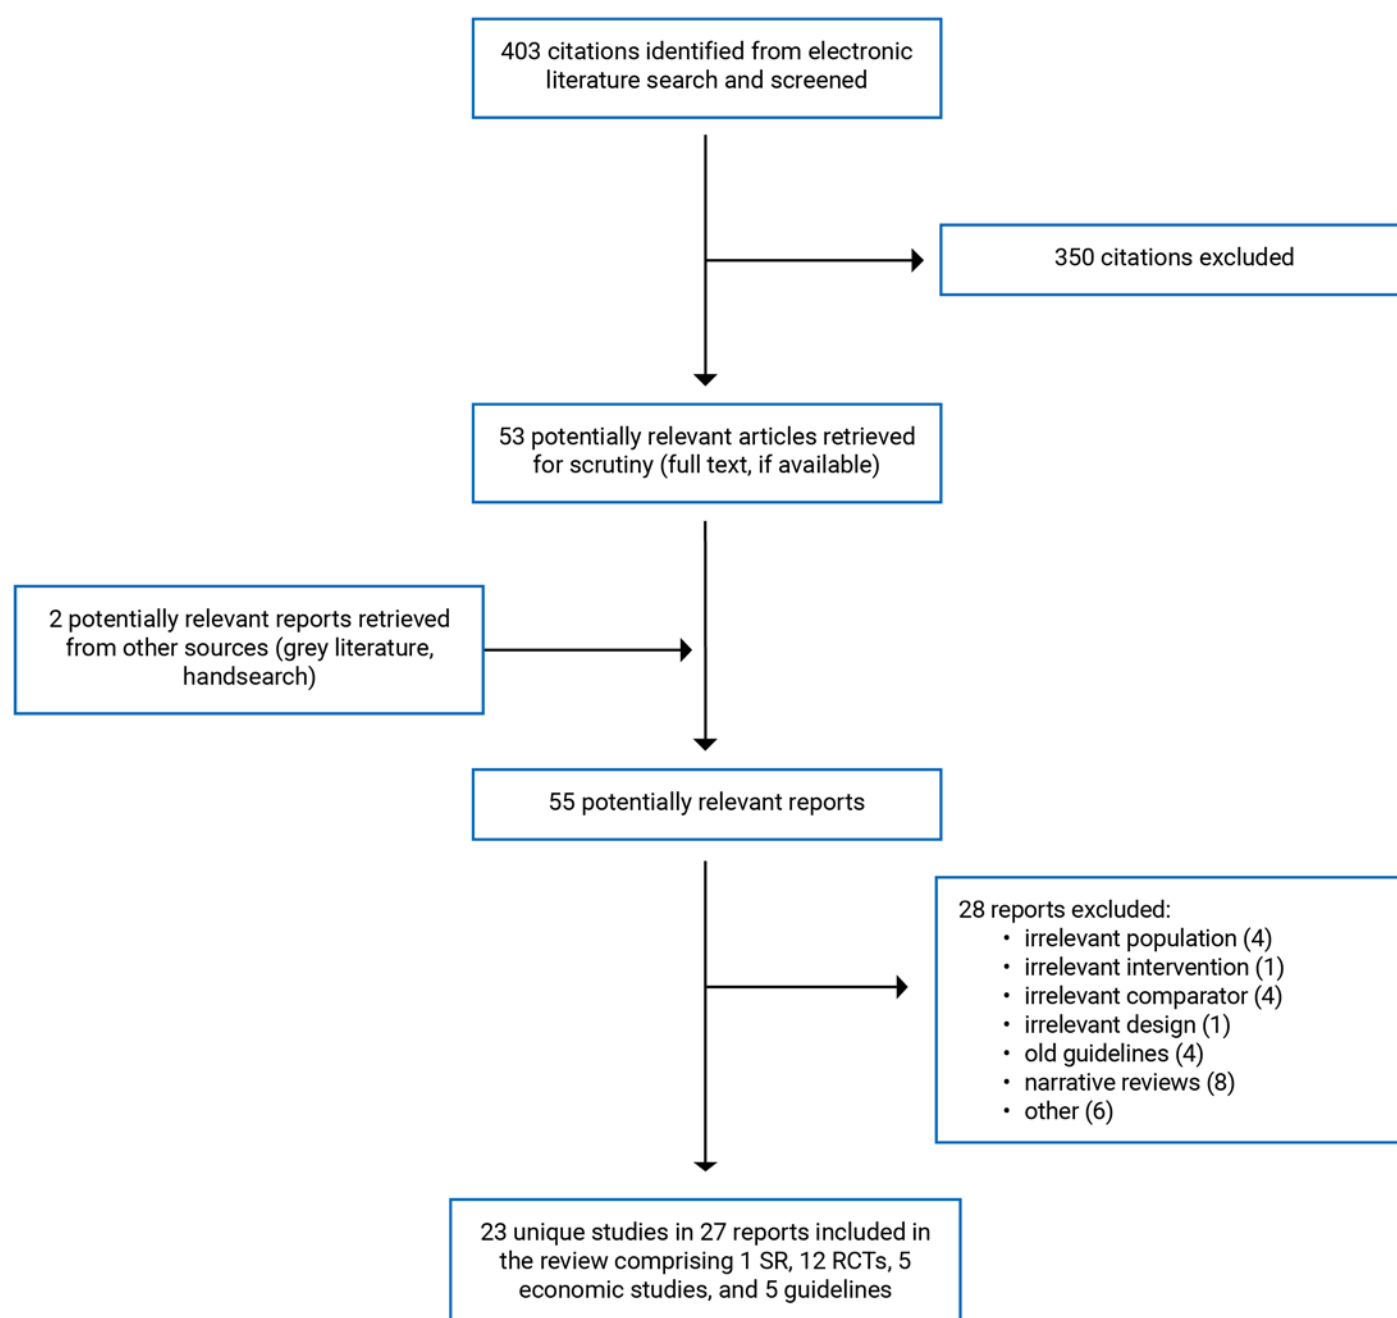 403 citations identified from electronic
literature search and screened
350 citations excluded
53 potentially relevant articles retrieved
for scrutiny (full text, if available)
2 potentially relevant reports retrieved
from other sources (grey literature,
handsearch)
55 potentially relevant reports
28 reports excluded:
• irrelevant population (4)
• irrelevant intervention (1)
• irrelevant comparator (4)
• irrelevant design (1)
• old guidelines (4)
• narrative reviews (8)
• other (6)
23 unique studies in 27 reports included in
the review comprising 1 SR, 12 RCTs, 5
economic studies, and 5 guidelines